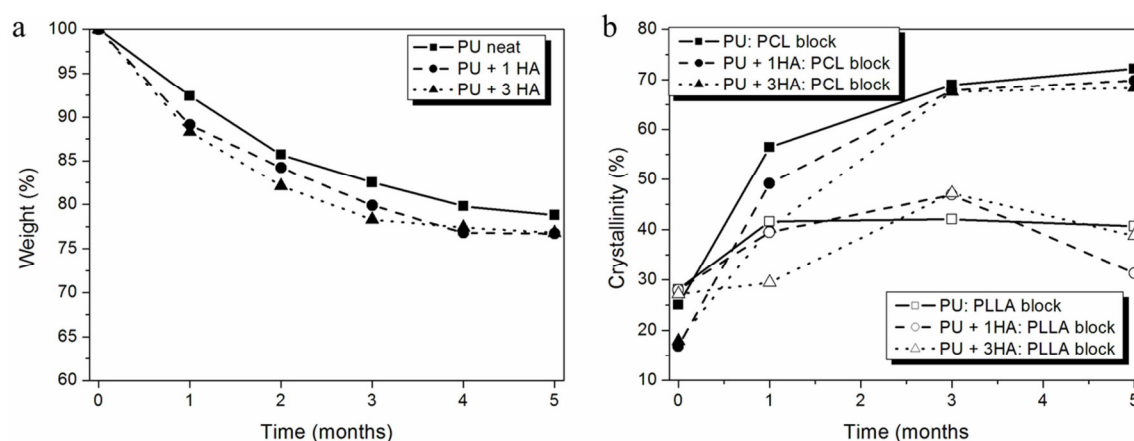 a
100
95
90
85
80
75
70
65
60
Weight (%)
0 1 2 3 4 5
Time (months)
PU neat
PU + 1 HA
PU + 3 HA
b
80
70
60
50
40
30
20
10
Crystallinity (%)
0 1 2 3 4 5
Time (months)
PU: PCL block
PU + 1HA: PCL block
PU + 3HA: PCL block
PU: PLLA block
PU + 1HA: PLLA block
PU + 3HA: PLLA block